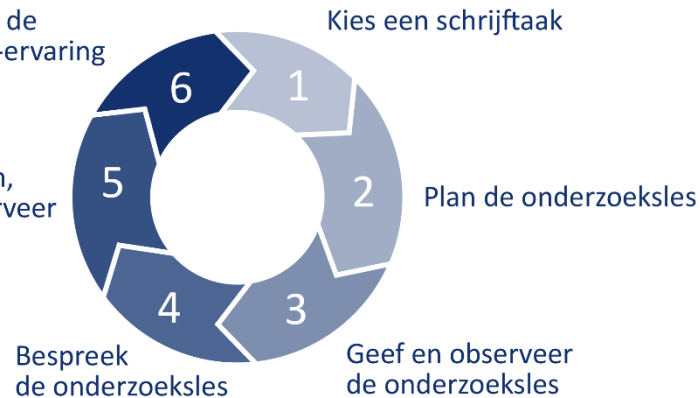 de
-ervaring
Kies een schrijftaak
6
1
5
2
rveer
Plan de onderzoeksles
4
3
Bespreek
de onderzoeksles
Geef en observeer
de onderzoeksles